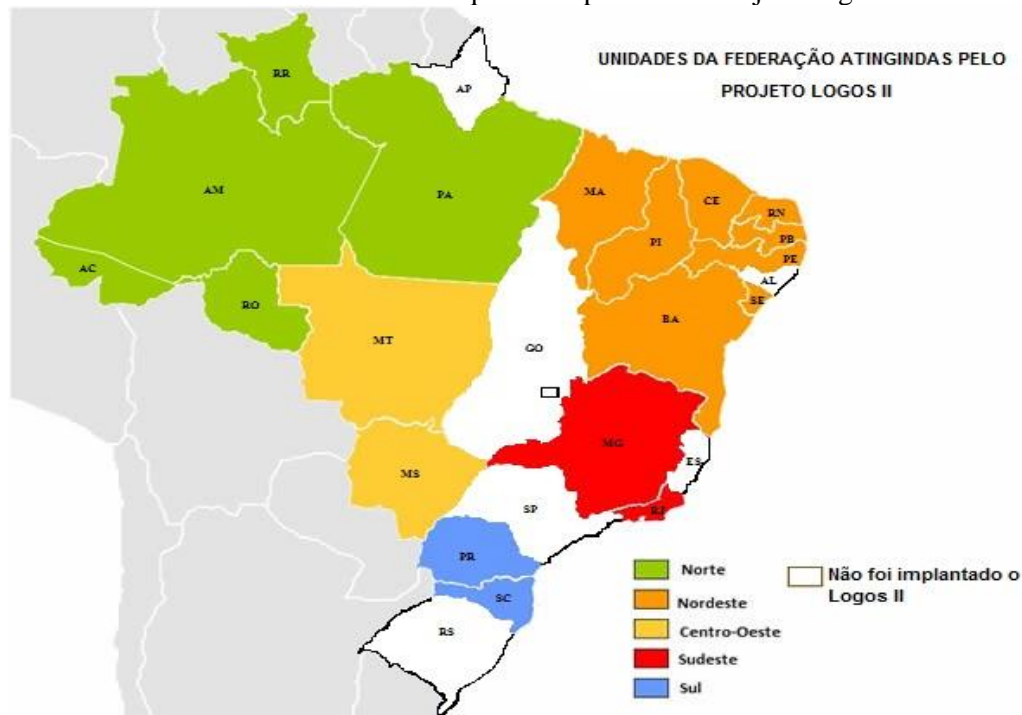 UNIDADES DA FEDERAÇÃO ATINGINDAS PELO
PROJETO LOGOS II
RR
AP
AM
PA
MA
CE
RN
PB
PE
PI
AL
SE
AC
RO
BA
MT
GO
MG
ES
MS
SP
RJ
PR
SC
RS
Norte
Nordeste
Centro-Oeste
Sudeste
Sul
Não foi implantado o
Logos II